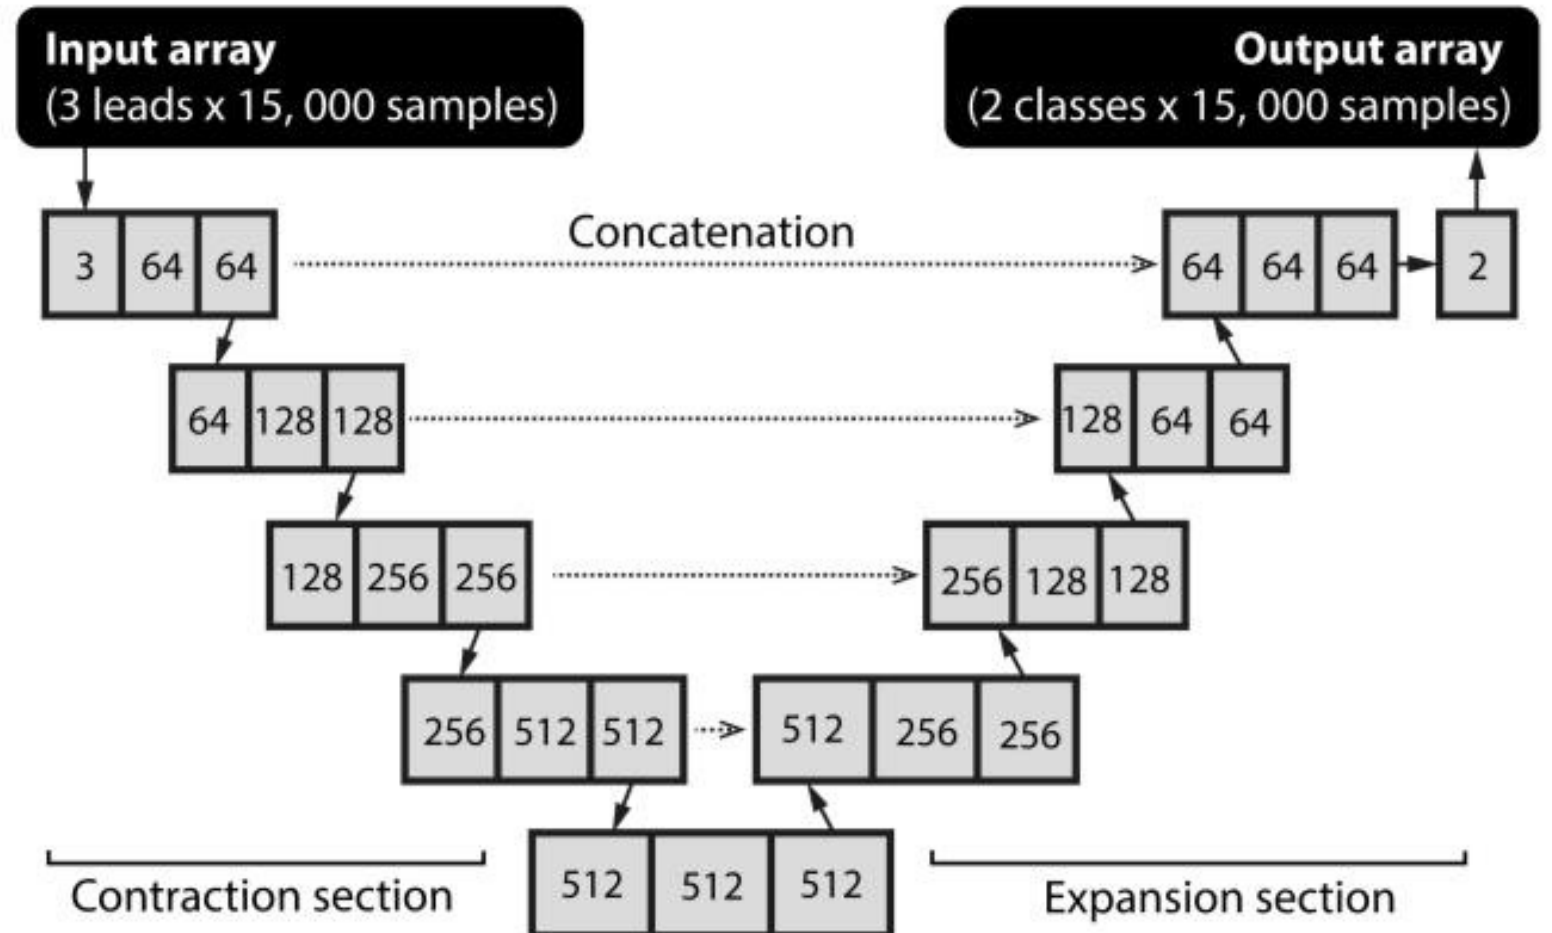 Input array
(3 leads x 15, 000 samples)
Output array
(2 classes x 15, 000 samples)
Concatenation
3 64 64
64 64 64 2
64 128 128
128 64 64
128 256 256
256 128 128
256 512 512
512 256 256
512 512 512
Contraction section
Expansion section